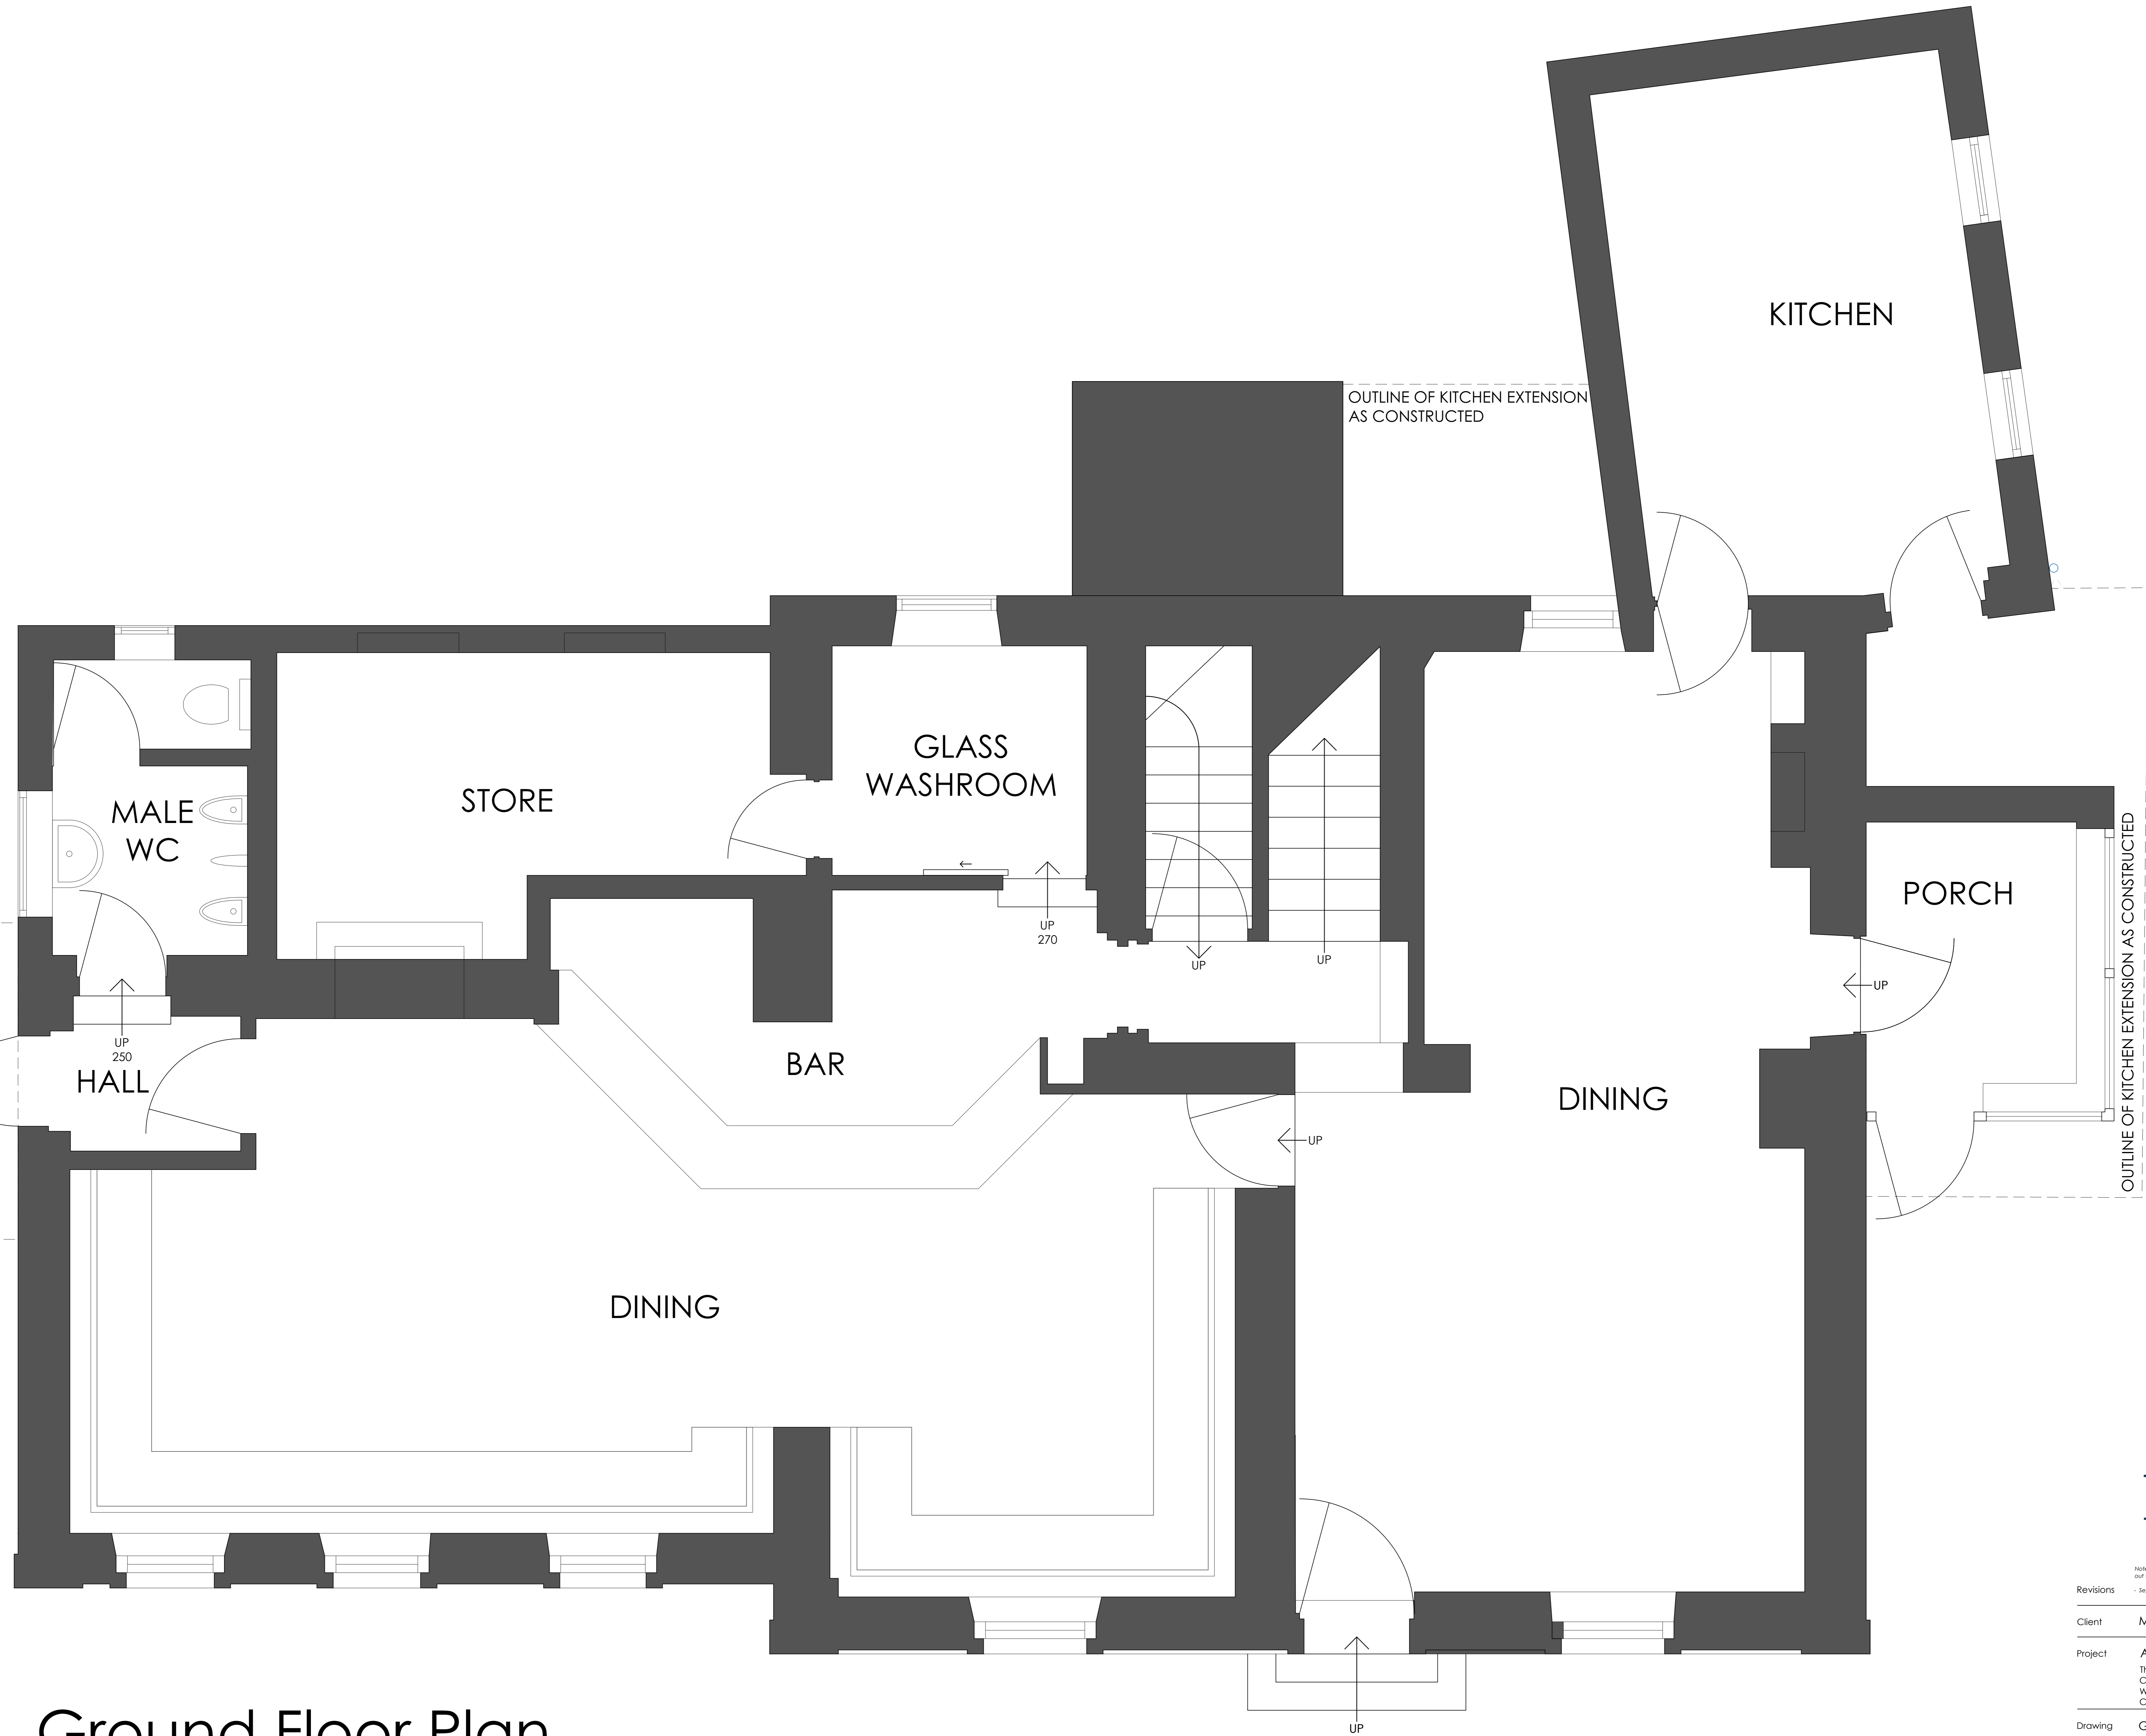 KITCHEN
OUTLINE OF KITCHEN EXTENSION
AS CONSTRUCTED
GLASS
WASHROOM
STORE
MALE
WC
OUTLINE OF KITCHEN EXTENSION AS CONSTRUCTED
PORCH
UP
270
UP
UP
UP
UP
250
HALL
BAR
DINING
UP
DINING
UP
Ground Floor Plan
Revisions
Client
Project
Drawing